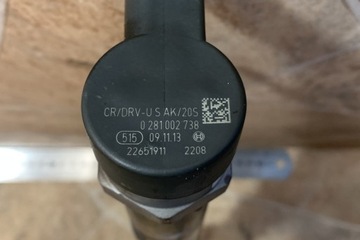 CR/DRV-U S AK/20S
0 281 002 738
515 09.11.13
22651911 2208